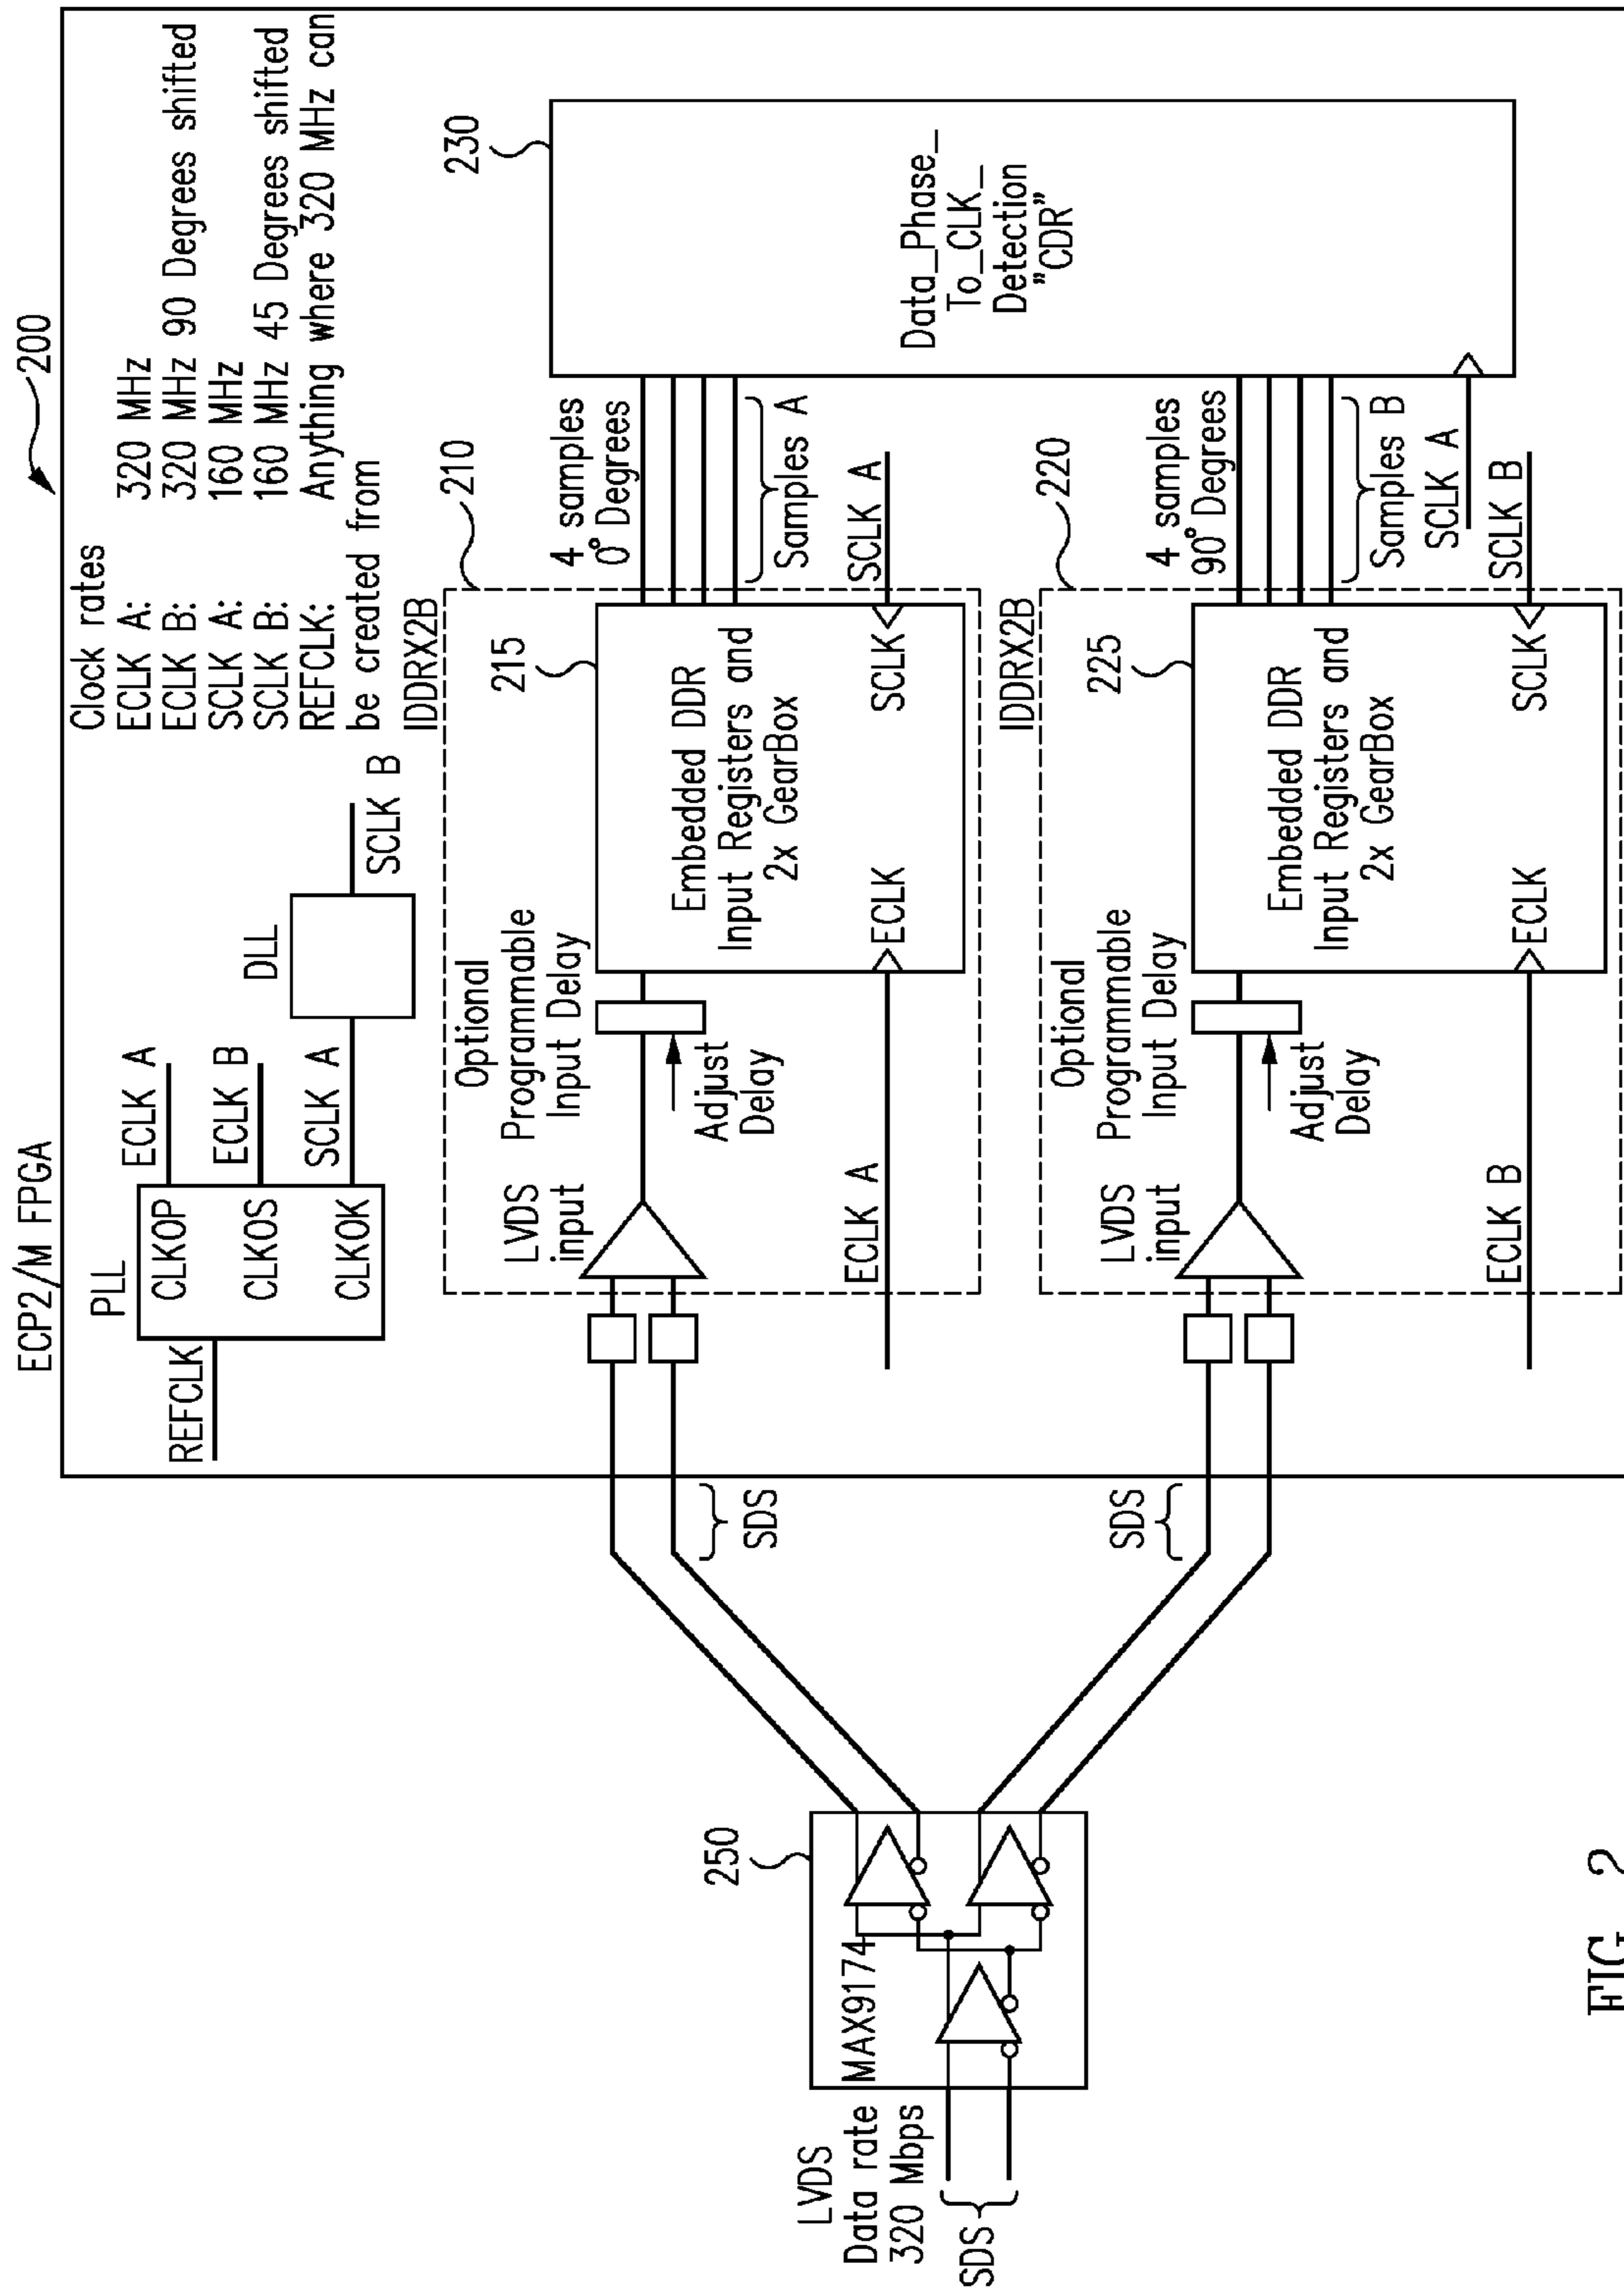 200
ECP2/M FPGA
PLL
REFCLK
CLKOP
CLKOS
CLKOK
ECLK A
ECLK B
SCLK A
DLL
SCLK B
Clock rates
ECLK A: 320 MHz
ECLK B: 320 MHz 90 Degrees shifted
SCLK A: 160 MHz
SCLK B: 160 MHz 45 Degrees shifted
REFCLK: Anything where 320 MHz can
be created from
IDDRX2B
210
LVDS
input
Optional
Programmable
Input Delay
Adjust
Delay
215
Embedded DDR
Input Registers and
2x GearBox
ECLK
SCLK
ECLK A
4 samples
0° Degrees
Samples A
SCLK A
230
Data_Phase_
To_CLK_
Detection
"CDR"
SDS
SDS
IDDRX2B
220
LVDS
input
Optional
Programmable
Input Delay
Adjust
Delay
225
Embedded DDR
Input Registers and
2x GearBox
ECLK
SCLK
ECLK B
4 samples
90° Degrees
Samples B
SCLK A
SCLK B
250
MAX9174
LVDS
Data rate
320 Mbps
SDS
FIG. 2